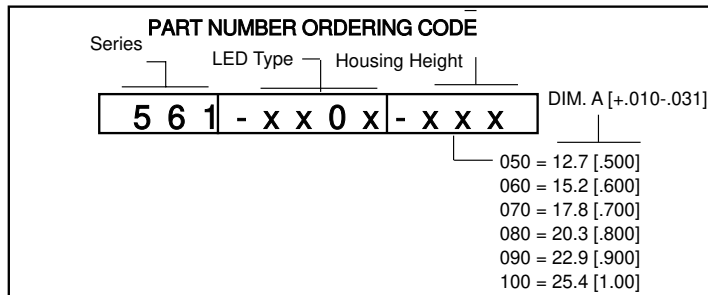 PART NUMBER ORDERING CODE
Series
LED Type
Housing Height
5 6 1 - x x 0 x - x x x
DIM. A [+.010-.031]
050 = 12.7 [.500]
060 = 15.2 [.600]
070 = 17.8 [.700]
080 = 20.3 [.800]
090 = 22.9 [.900]
100 = 25.4 [1.00]